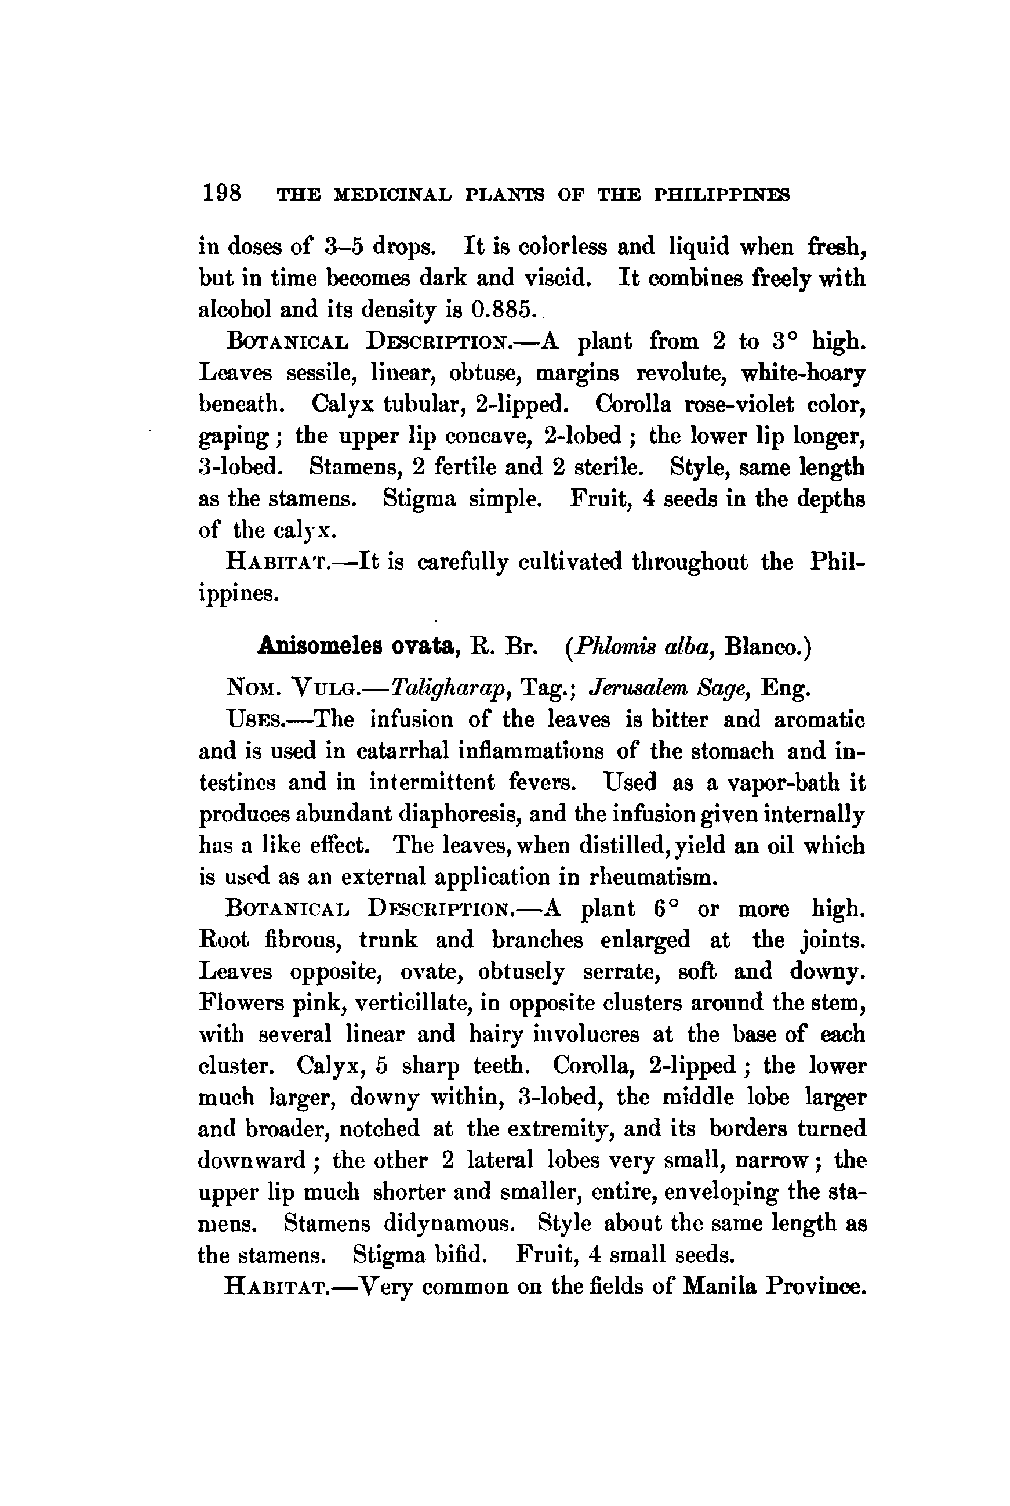 198 THE MEDICINAL PLANTS OF THE PHILIPPINES
in doses of 3–5 drops. It is colorless and liquid when fresh,
but in time becomes dark and viscid. It combines freely with
alcohol and its density is 0.885.
BOTANICAL DESCRIPTION.—A plant from 2 to 3° high.
Leaves sessile, linear, obtuse, margins revolute, white-hoary
beneath. Calyx tubular, 2-lipped. Corolla rose-violet color,
gaping; the upper lip concave, 2-lobed; the lower lip longer,
3-lobed. Stamens, 2 fertile and 2 sterile. Style, same length
as the stamens. Stigma simple. Fruit, 4 seeds in the depths
of the calyx.
HABITAT.—It is carefully cultivated throughout the Phil-
ippines.
Anisomeles ovata, R. Br. (Phlomis alba, Blanco.)
NOM. VULG.—Taligharap, Tag.; Jerusalem Sage, Eng.
USES.—The infusion of the leaves is bitter and aromatic
and is used in catarrhal inflammations of the stomach and in-
testines and in intermittent fevers. Used as a vapor-bath it
produces abundant diaphoresis, and the infusion given internally
has a like effect. The leaves, when distilled, yield an oil which
is used as an external application in rheumatism.
BOTANICAL DESCRIPTION.—A plant 6° or more high.
Root fibrous, trunk and branches enlarged at the joints.
Leaves opposite, ovate, obtusely serrate, soft and downy.
Flowers pink, verticillate, in opposite clusters around the stem,
with several linear and hairy involucres at the base of each
cluster. Calyx, 5 sharp teeth. Corolla, 2-lipped; the lower
much larger, downy within, 3-lobed, the middle lobe larger
and broader, notched at the extremity, and its borders turned
downward; the other 2 lateral lobes very small, narrow; the
upper lip much shorter and smaller, entire, enveloping the sta-
mens. Stamens didynamous. Style about the same length as
the stamens. Stigma bifid. Fruit, 4 small seeds.
HABITAT.—Very common on the fields of Manila Province.